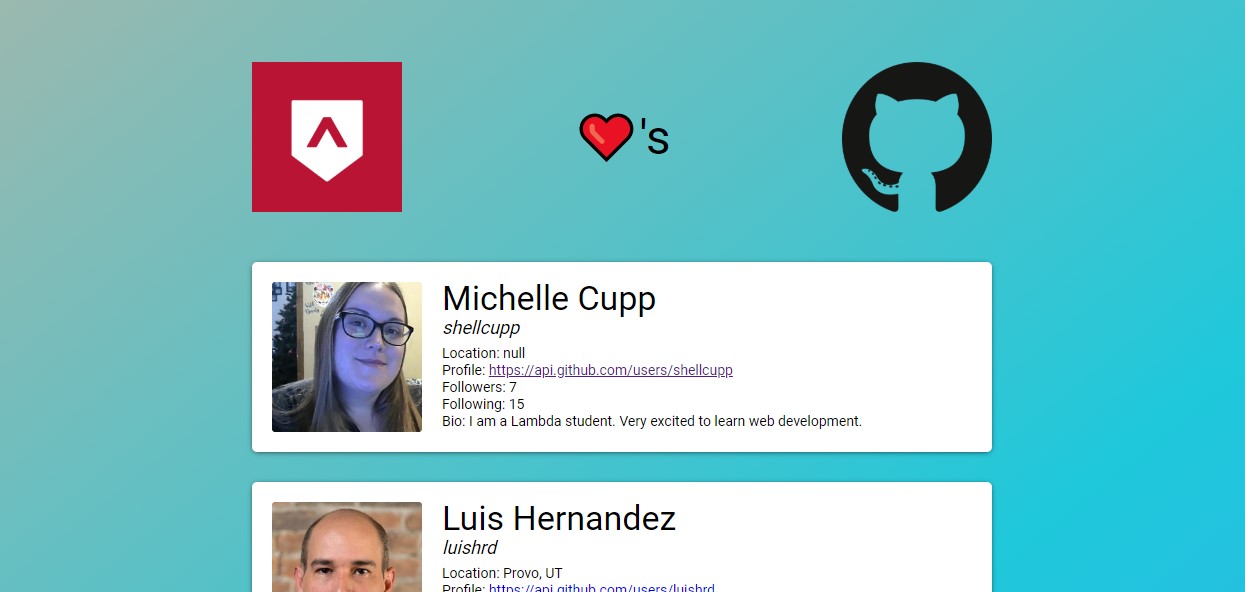 's
Michelle Cupp
shellcupp
Location: null
Profile: https://api.github.com/users/shellcupp
Followers: 7
Following: 15
Bio: I am a Lambda student. Very excited to learn web development.
Luis Hernandez
luishrd
Location: Provo, UT
Profile: https://api.github.com/users/luishrd